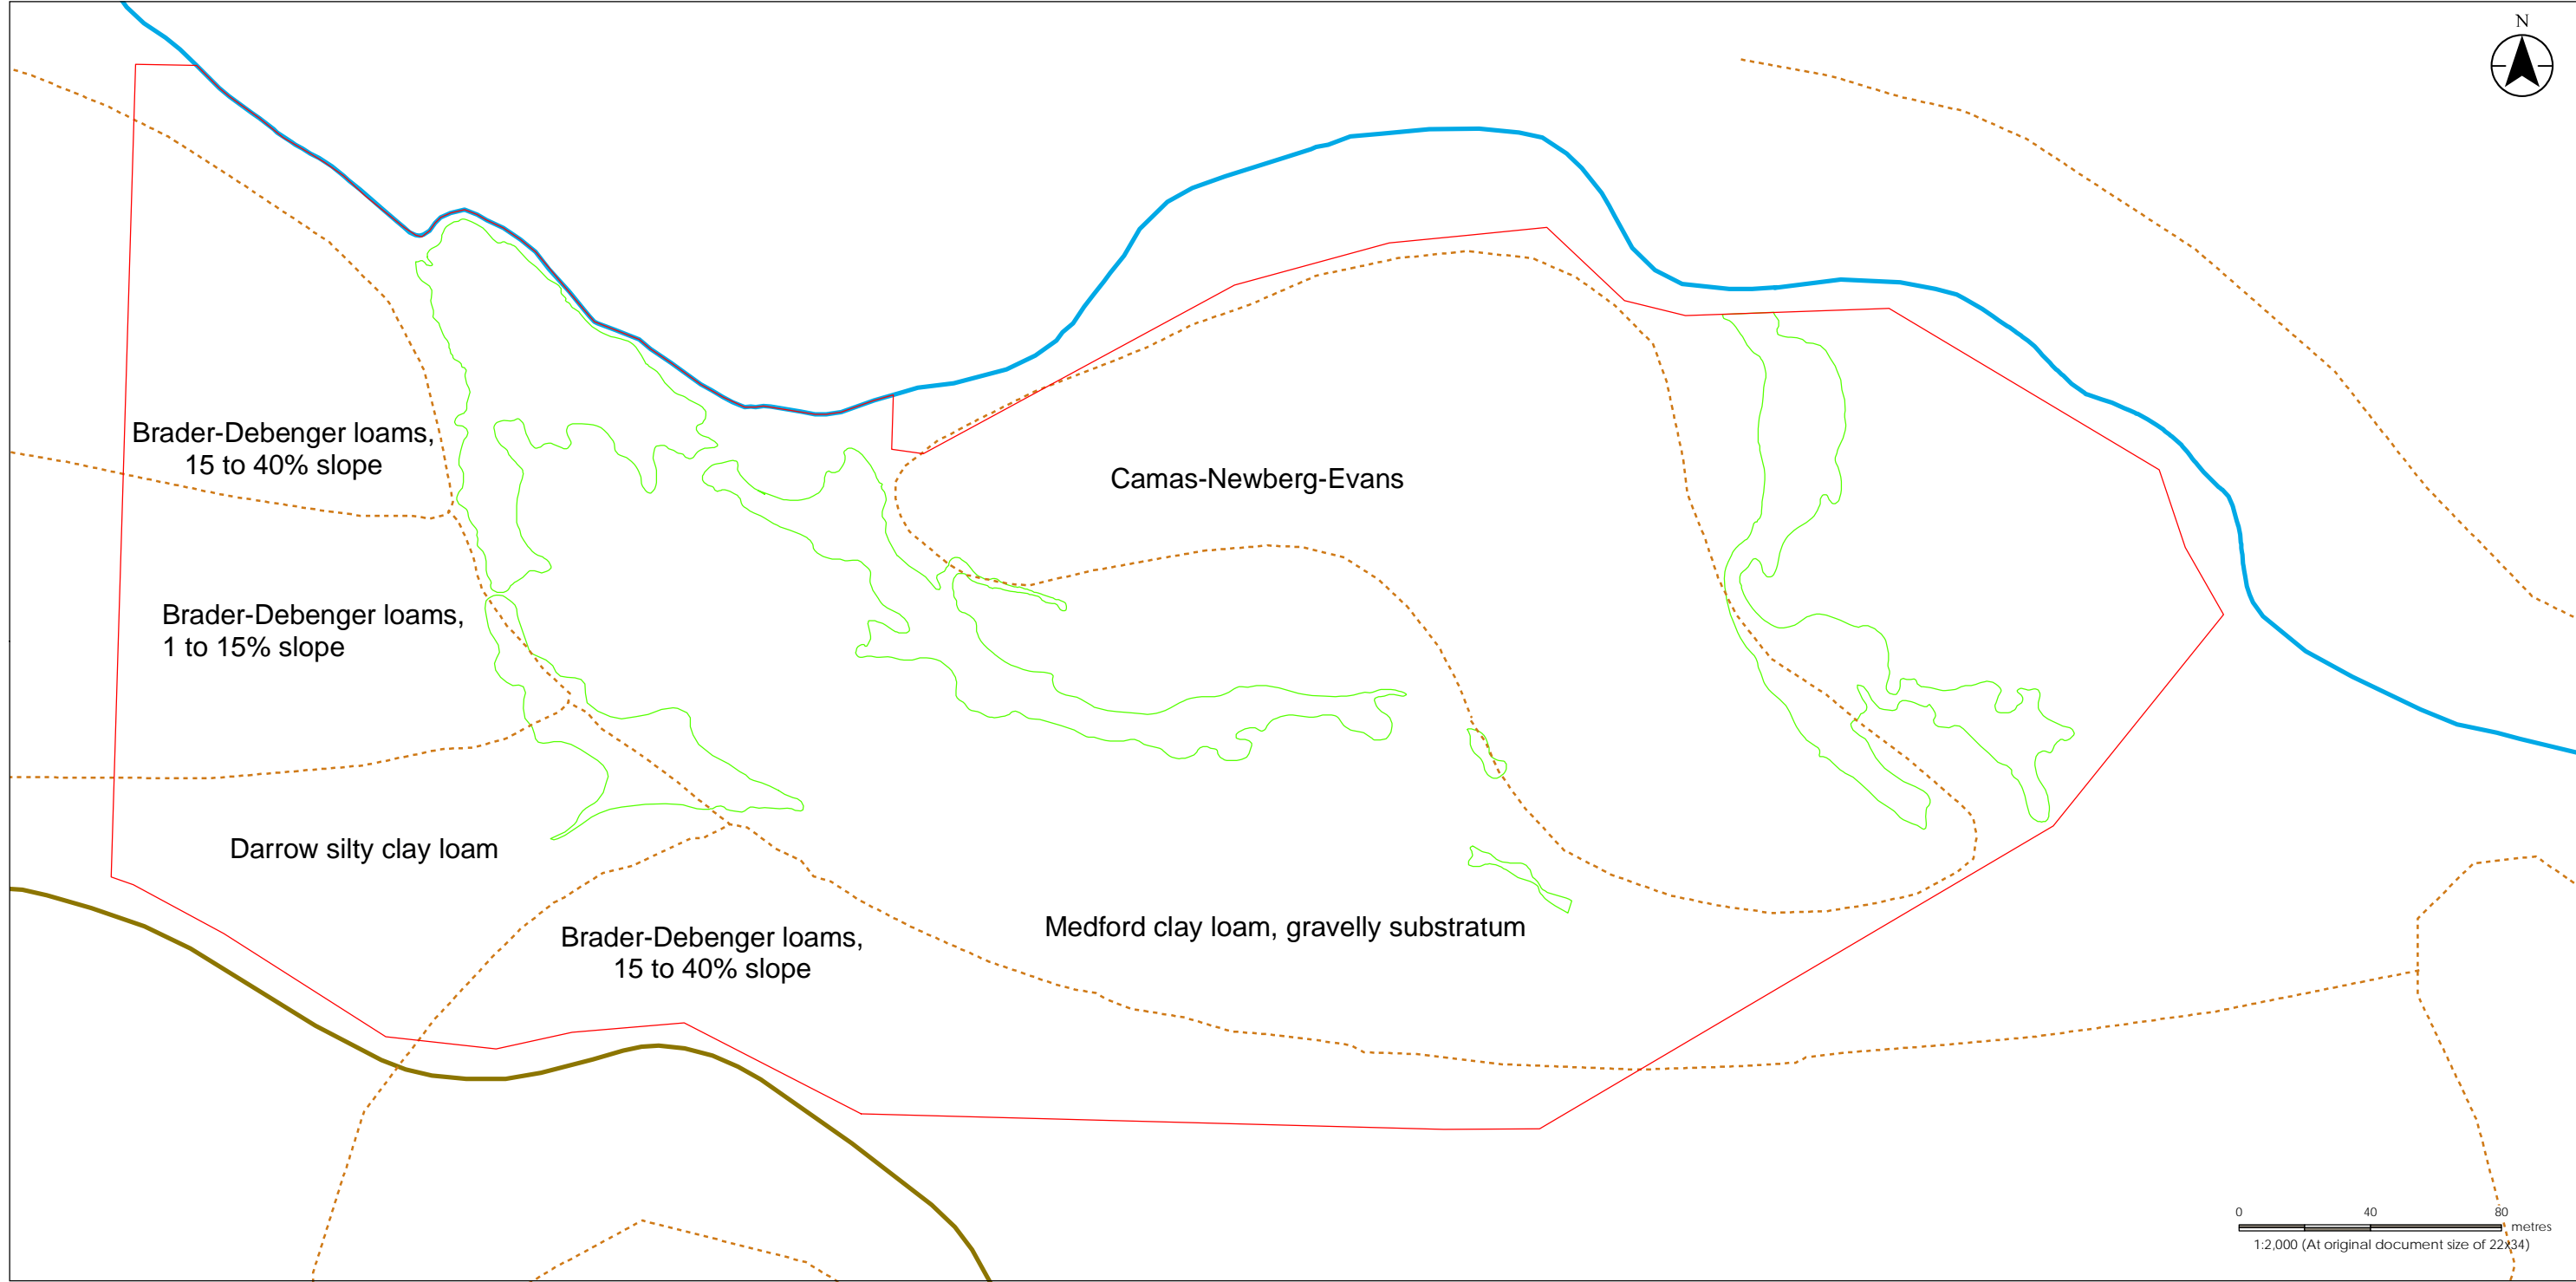 N
Brader-Debenger loams,
15 to 40% slope
Camas-Newberg-Evans
Brader-Debenger loams,
1 to 15% slope
Darrow silty clay loam
Brader-Debenger loams,
15 to 40% slope
Medford clay loam, gravelly substratum
0 40 80
metres
1:2,000 (At original document size of 22x34)